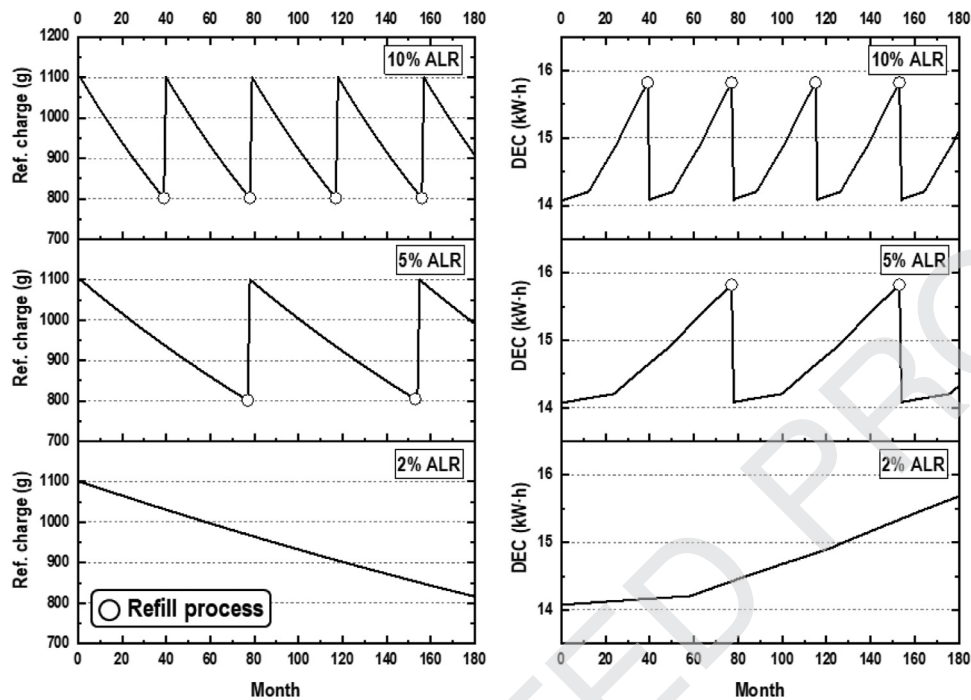 0 20 40 60 80 100 120 140 160 180
1200
1100
1000
900
800
700
Ref. charge (g)
10% ALR
1100
1000
900
800
700
Ref. charge (g)
5% ALR
1100
1000
900
800
700
Ref. charge (g)
2% ALR
Refill process
0 20 40 60 80 100 120 140 160 180
Month
0 20 40 60 80 100 120 140 160 180
16
15
14
DEC (kW·h)
10% ALR
16
15
14
DEC (kW·h)
5% ALR
16
15
14
DEC (kW·h)
2% ALR
0 20 40 60 80 100 120 140 160 180
Month
TED PRO